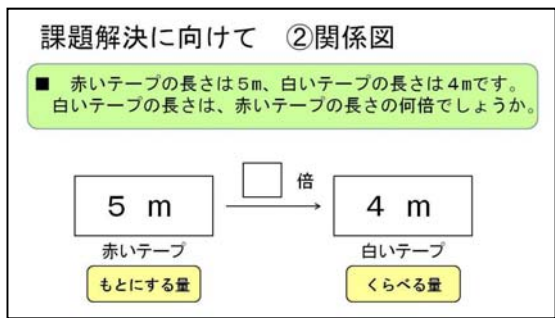 課題解決に向けて ②関係図
■ 赤いテープの長さは5m、白いテープの長さは4mです。
白いテープの長さは、赤いテープの長さの何倍でしょうか。
倍
5 m
4 m
赤いテープ
白いテープ
もとにする量
くらべる量